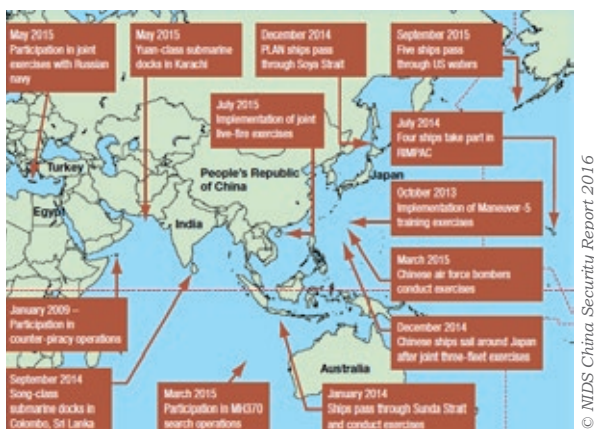 May 2015
Participation in joint
exercises with Russian
navy
May 2015
Yuan-class submarine
docks in Karachi
December 2014
PLAN ships pass
through Soya Strait
September 2015
Five ships pass
through US waters
July 2015
Implementation of joint
live-fire exercises
July 2014
Four ships take part in
RIMPAC
Turkey
People's Republic
of China
Japan
Egypt
India
October 2013
Implementation of Maneuver-5
training exercises
March 2015
Chinese air force bombers
conduct exercises
January 2009 –
Participation in
counter-piracy operations
December 2014
Chinese ships sail around Japan
after joint three-fleet exercises
Australia
September 2014
Song-class
submarine docks in
Colombo, Sri Lanka
March 2015
Participation in MH370
search operations
January 2014
Ships pass through Sunda Strait
and conduct exercises
© NIDS China Security Report 2016